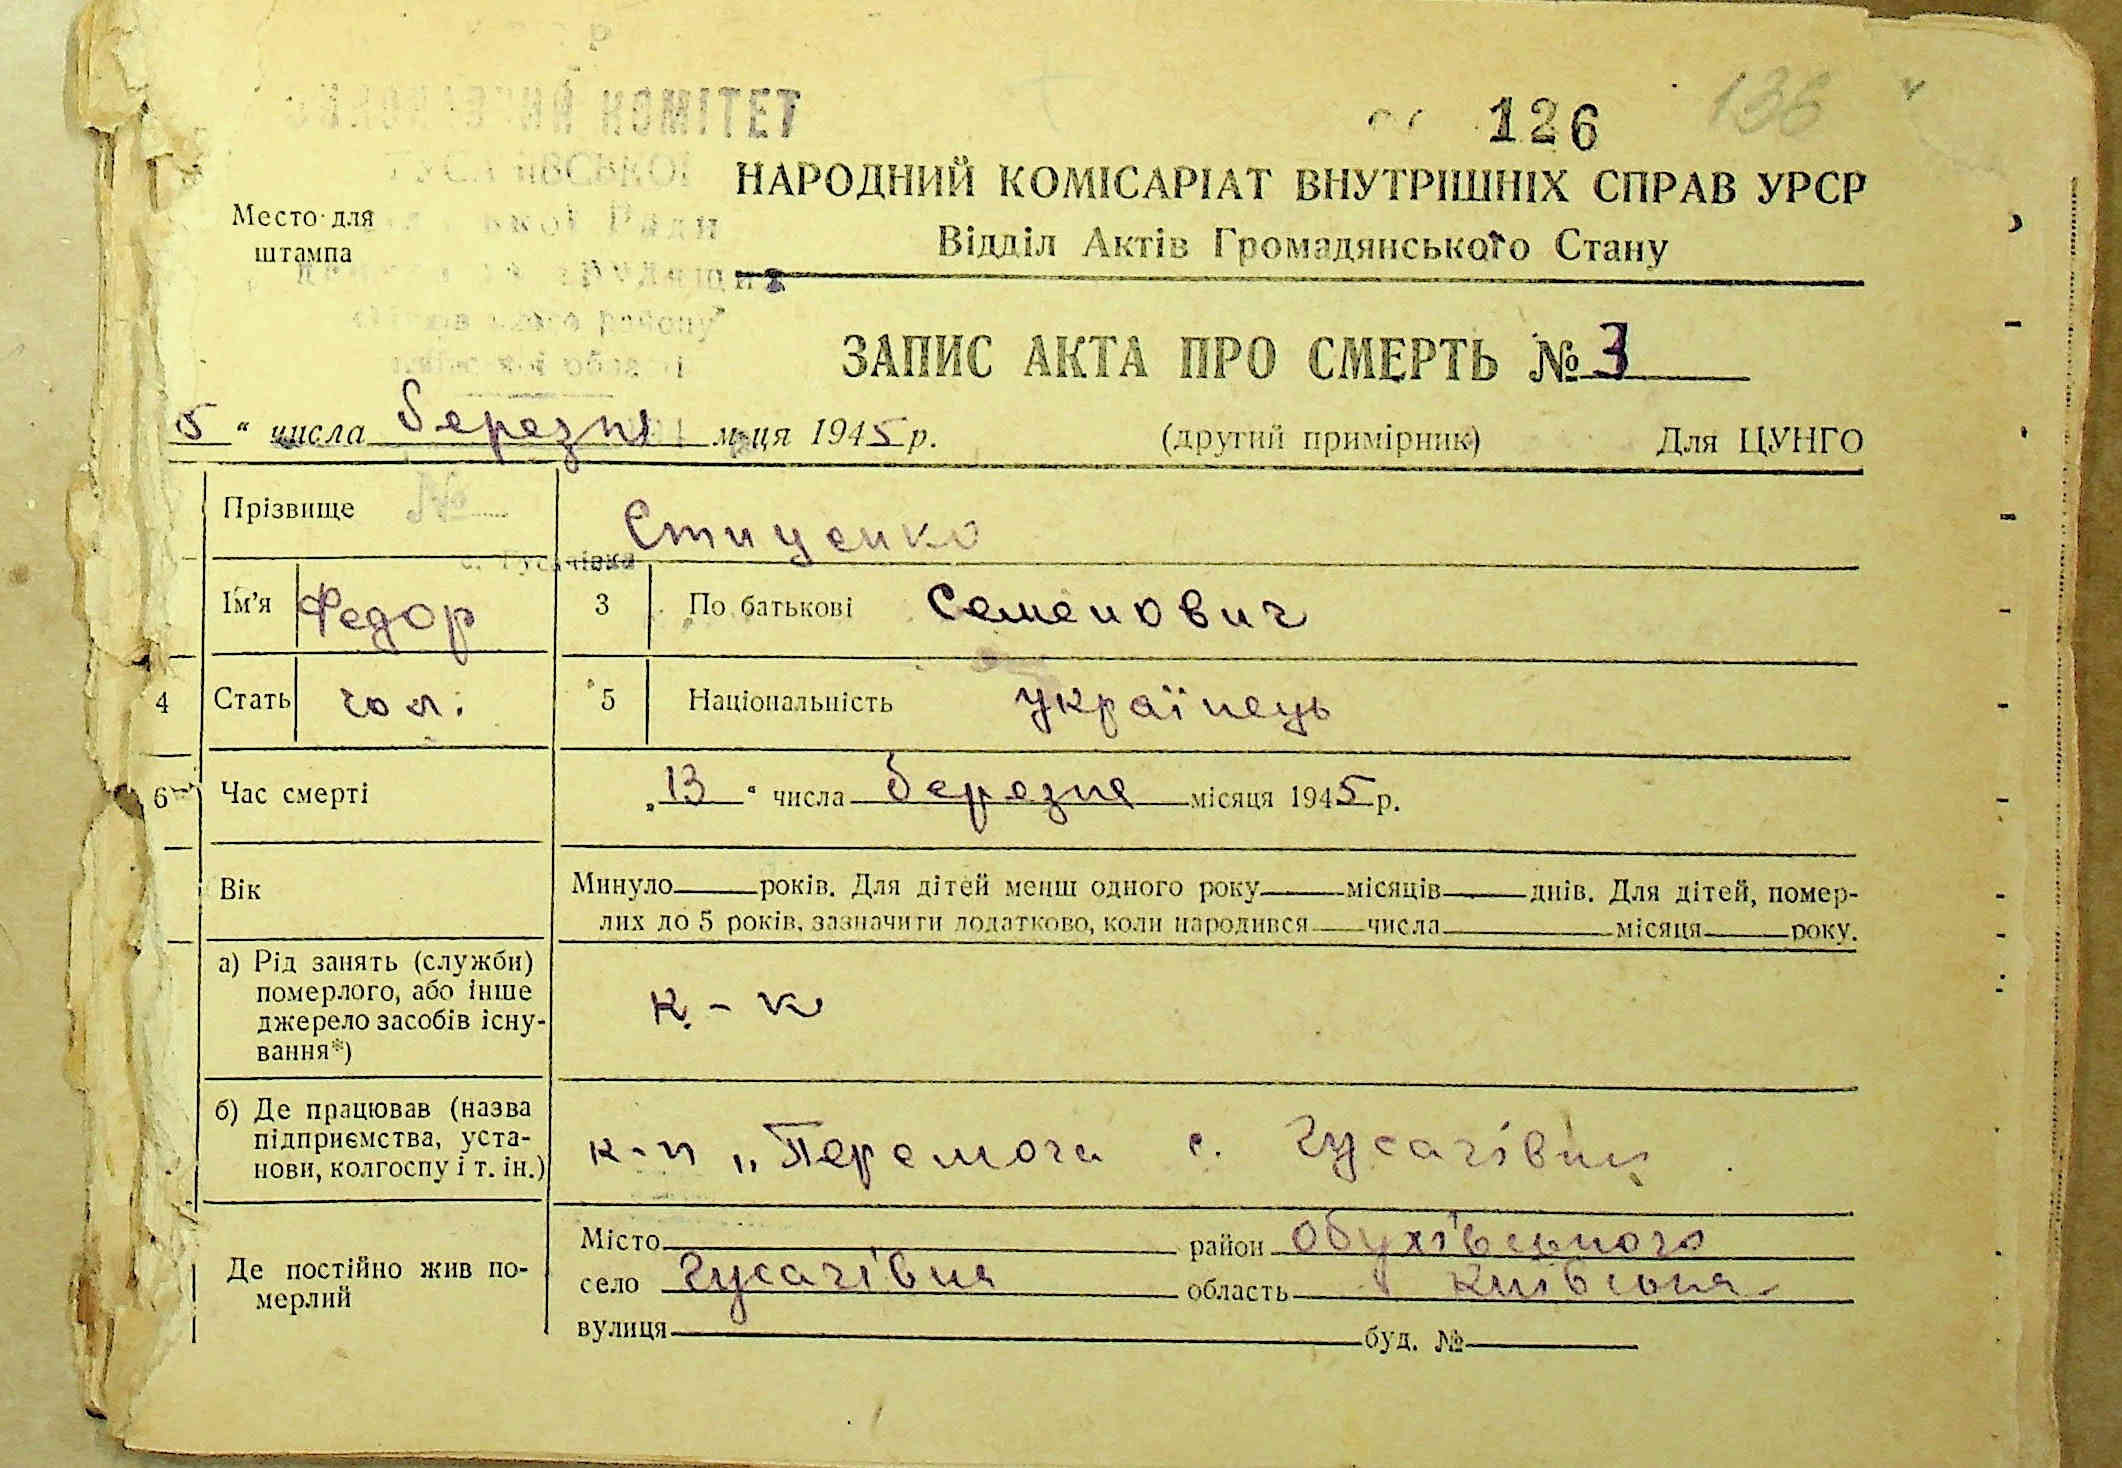 КОМІТЕТ
126 136
НАРОДНИЙ КОМІСАРІАТ ВНУТРІШНІХ СПРАВ УРСР
Место для
штампа
Відділ Актів Громадянського Стану
району
ЗАПИС АКТА ПРО СМЕРТЬ № 3
5 “ числа березня м-ця 1945 р. (другий примірник) Для ЦУНГО
№
Прізвище Стиценко
с. Гусачівка
Ім’я Федор 3 По батькові Семенович
4 Стать чол. 5 Національність українець
6 Час смерті „13“ числа березня місяця 1945 р.
Вік Минуло років. Для дітей менш одного року місяців днів. Для дітей, помер-
лих до 5 років, зазначити додатково, коли народився числа місяця року.
а) Рід занять (служби)
померлого, або інше
джерело засобів існу-
вання*)
к-к
б) Де працював (назва
підприємства, уста-
нови, колгоспу і т. ін.)
к-п „Перемога с. Гусачівки
Де постійно жив по-
мерлий
Місто район Обухівського
село Гусачівка область Київська
вулиця буд. №